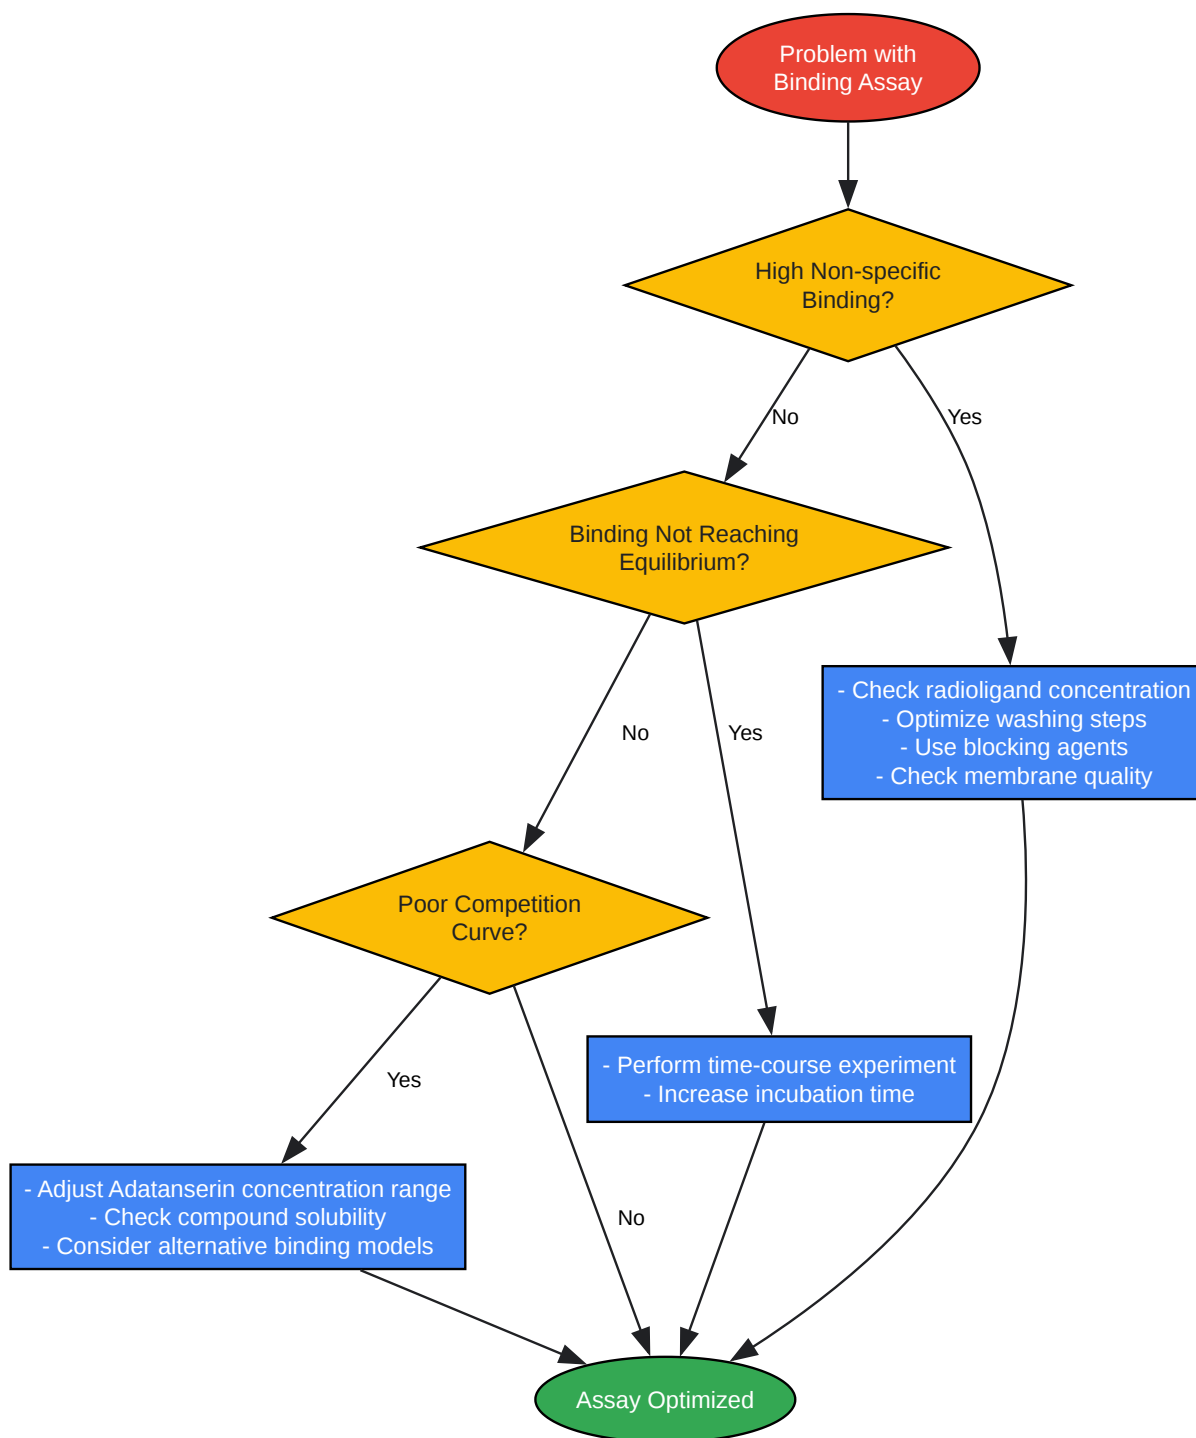 Problem with
Binding Assay
High Non-specific
Binding?
No
Yes
Binding Not Reaching
Equilibrium?
No
Yes
- Check radioligand concentration
- Optimize washing steps
- Use blocking agents
- Check membrane quality
Poor Competition
Curve?
Yes
No
- Perform time-course experiment
- Increase incubation time
- Adjust Adatanserin concentration range
- Check compound solubility
- Consider alternative binding models
Assay Optimized